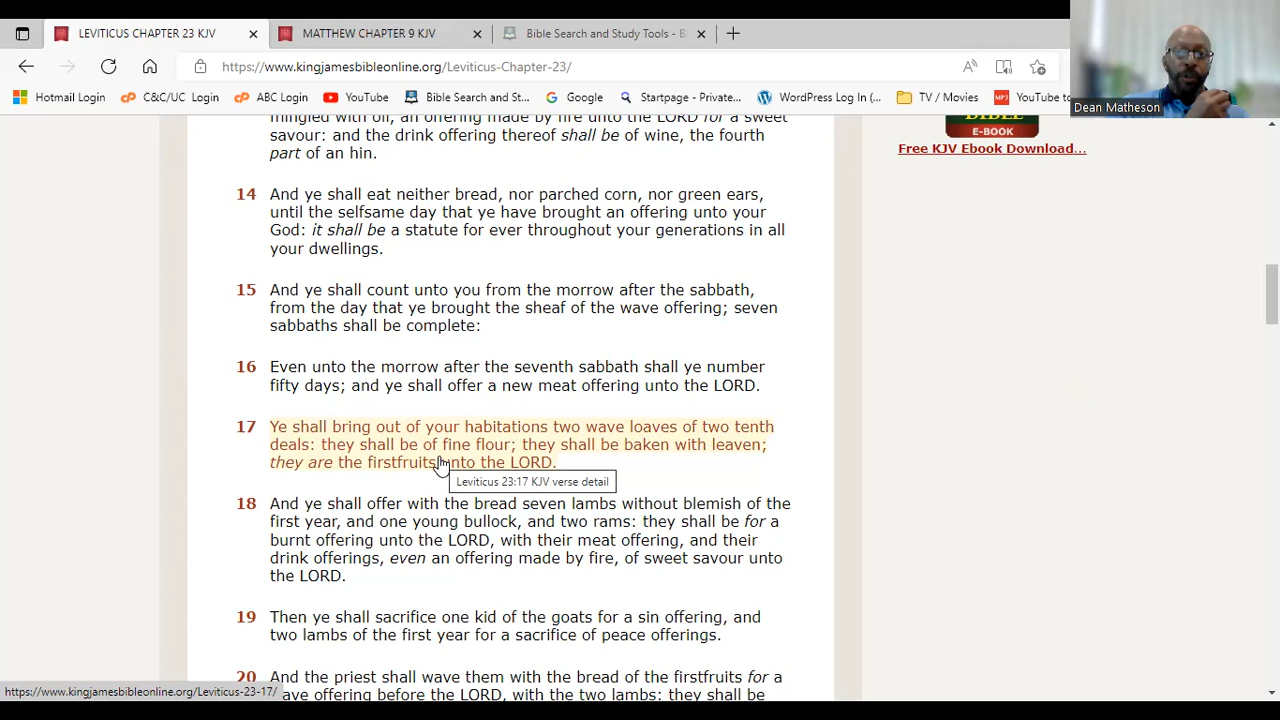 LEVITICUS CHAPTER 23 KJV
MATTHEW CHAPTER 9 KJV
Bible Search and Study Tools - Bi
https://www.kingjamesbibleonline.org/Leviticus-Chapter-23/
Dean Matheson
Hotmail Login
C&C/UC Login
ABC Login
YouTube
Bible Search and St...
Google
Startpage - Private...
WordPress Log In (...
TV / Movies
YouTube to
mingled with oil, an offering made by fire unto the LORD for a sweet
savour: and the drink offering thereof shall be of wine, the fourth
part of an hin.
BIBLE
E-BOOK
Free KJV Ebook Download...
14 And ye shall eat neither bread, nor parched corn, nor green ears,
until the selfsame day that ye have brought an offering unto your
God: it shall be a statute for ever throughout your generations in all
your dwellings.
15 And ye shall count unto you from the morrow after the sabbath,
from the day that ye brought the sheaf of the wave offering; seven
sabbaths shall be complete:
16 Even unto the morrow after the seventh sabbath shall ye number
fifty days; and ye shall offer a new meat offering unto the LORD.
17 Ye shall bring out of your habitations two wave loaves of two tenth
deals: they shall be of fine flour; they shall be baken with leaven;
they are the firstfruits unto the LORD.
Leviticus 23:17 KJV verse detail
18 And ye shall offer with the bread seven lambs without blemish of the
first year, and one young bullock, and two rams: they shall be for a
burnt offering unto the LORD, with their meat offering, and their
drink offerings, even an offering made by fire, of sweet savour unto
the LORD.
19 Then ye shall sacrifice one kid of the goats for a sin offering, and
two lambs of the first year for a sacrifice of peace offerings.
20 And the priest shall wave them with the bread of the firstfruits for a
wave offering before the LORD, with the two lambs: they shall be
https://www.kingjamesbibleonline.org/Leviticus-23-17/